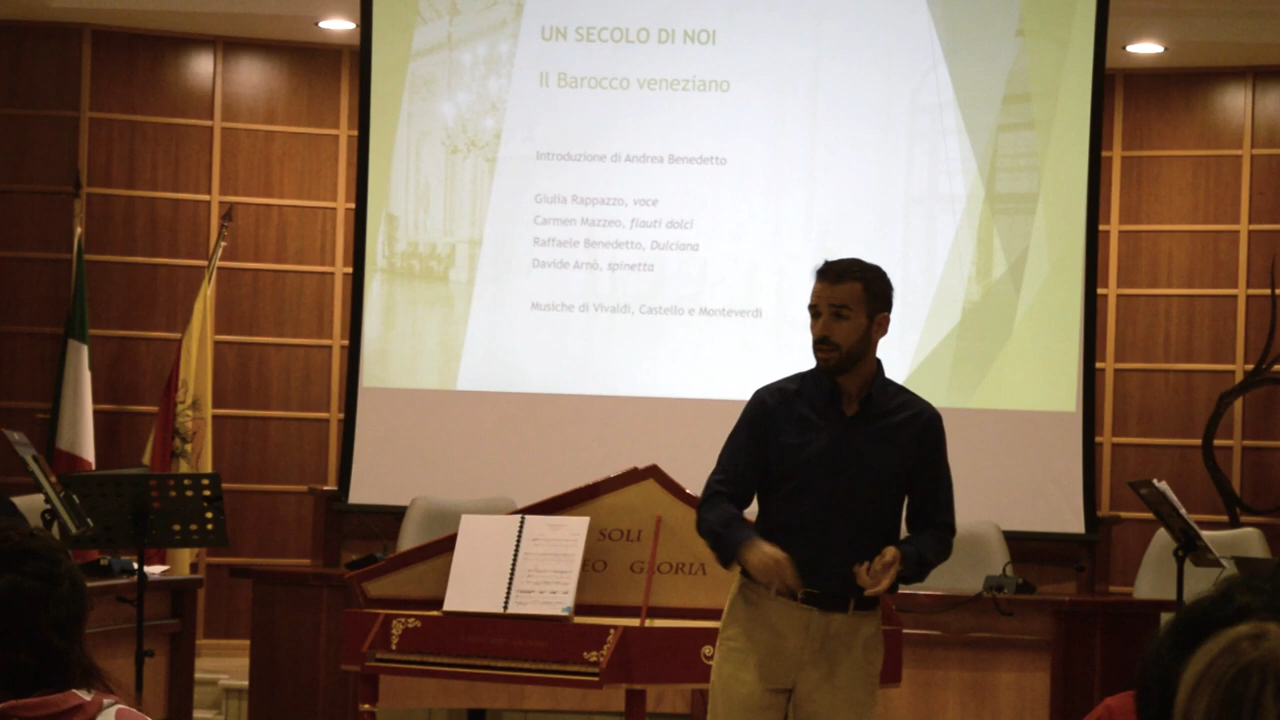 UN SECOLO DI NOI
Il Barocco veneziano
Introduzione di Andrea Benedetto
Giulia Rappazzo, voce
Carmen Mazzeo, flauti dolci
Raffaele Benedetto, Dulciana
Davide Arnò, spinetta
Musiche di Vivaldi, Castello e Monteverdi
SOLI
EO GLORIA